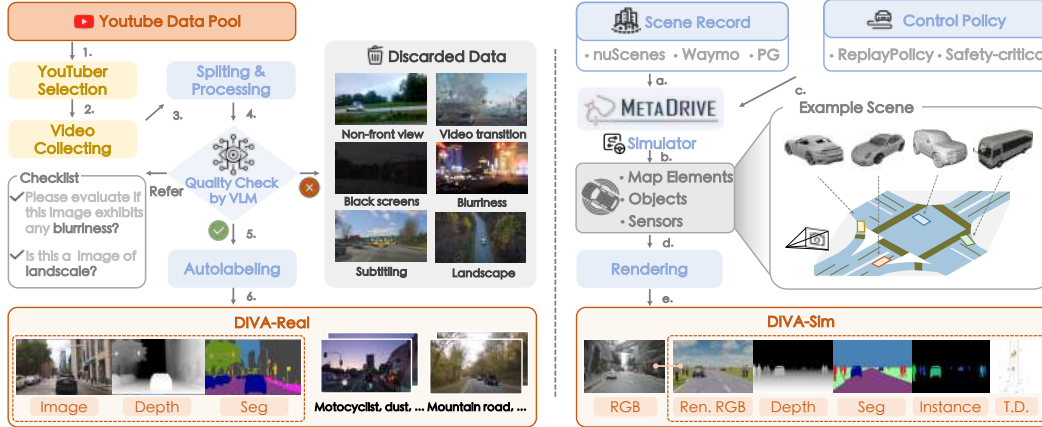 Youtube Data Pool
1.
YouTuber
Selection
2.
Video
Collecting
3.
Spliting &
Processing
4.
Quality Check
by VLM
Refer
Checklist
Please evaluate if
this image exhibits
any blurriness?
Is this a image of
landscale?
5.
Autolabeling
6.
Discarded Data
Non-front view
Video transition
Black screens
Blurriness
Subtitling
Landscape
DIVA-Real
Image
Depth
Seg
Motocyclist, dust, ...
Mountain road, ...
Scene Record
• nuScenes • Waymo • PG
Control Policy
• ReplayPolicy • Safety-critica
a.
c.
METADRIVE
Simulator
b.
• Map Elements
• Objects
• Sensors
d.
Rendering
e.
Example Scene
DIVA-Sim
RGB
Ren. RGB
Depth
Seg
Instance
T.D.